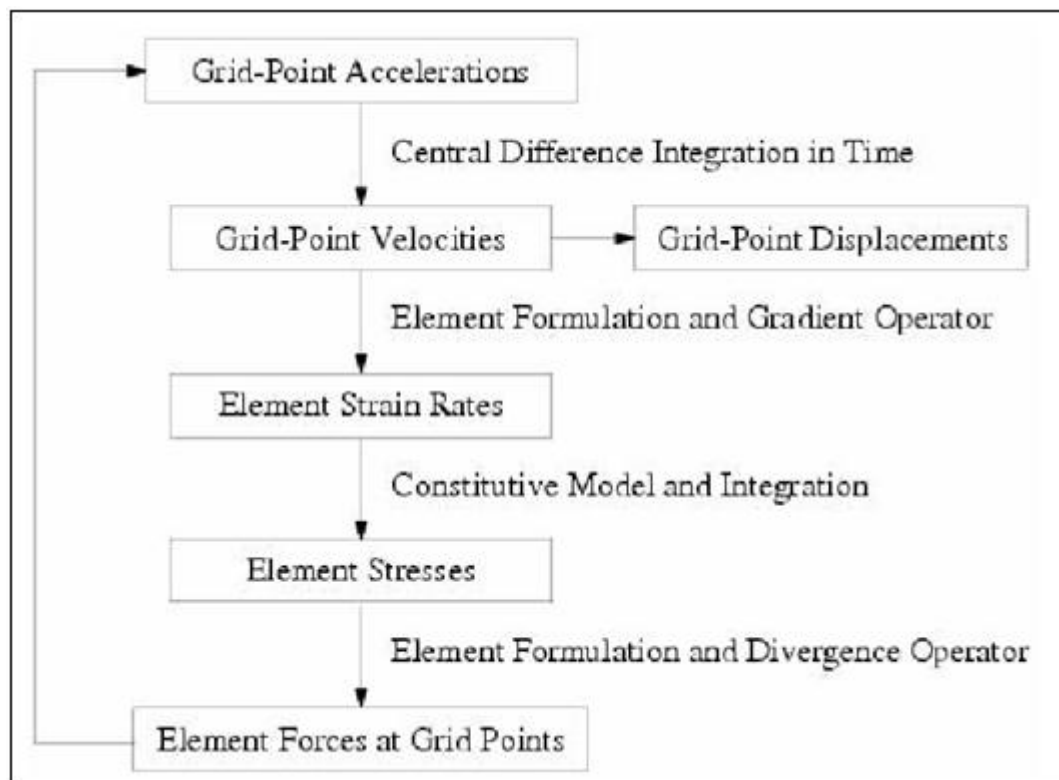 Grid-Point Accelerations
Central Difference Integration in Time
Grid-Point Velocities
Grid-Point Displacements
Element Formulation and Gradient Operator
Element Strain Rates
Constitutive Model and Integration
Element Stresses
Element Formulation and Divergence Operator
Element Forces at Grid Points